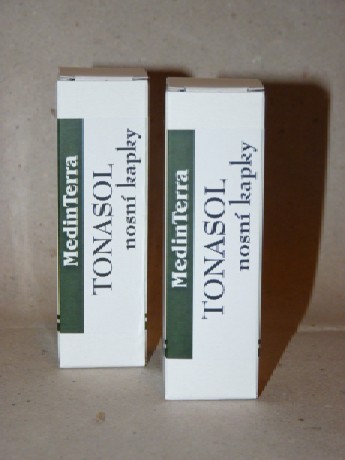 MedinTerra
TONASOL
nosní kapky
MedinTerra
TONASOL
nosní kapky